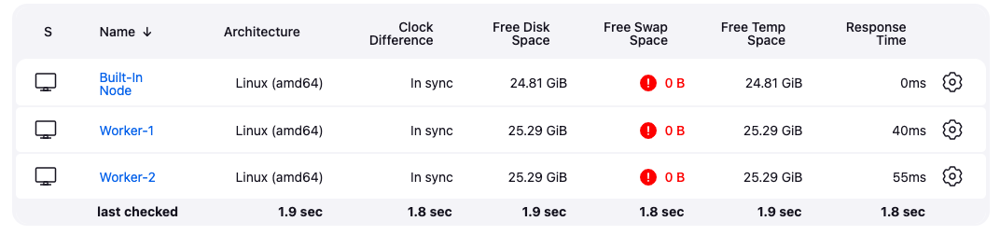 S Name ↓ Architecture Clock Difference Free Disk Space Free Swap Space Free Temp Space Response Time
Built-In Node Linux (amd64) In sync 24.81 GiB ! 0 B 24.81 GiB 0ms
Worker-1 Linux (amd64) In sync 25.29 GiB ! 0 B 25.29 GiB 40ms
Worker-2 Linux (amd64) In sync 25.29 GiB ! 0 B 25.29 GiB 55ms
last checked 1.9 sec 1.8 sec 1.9 sec 1.8 sec 1.9 sec 1.8 sec